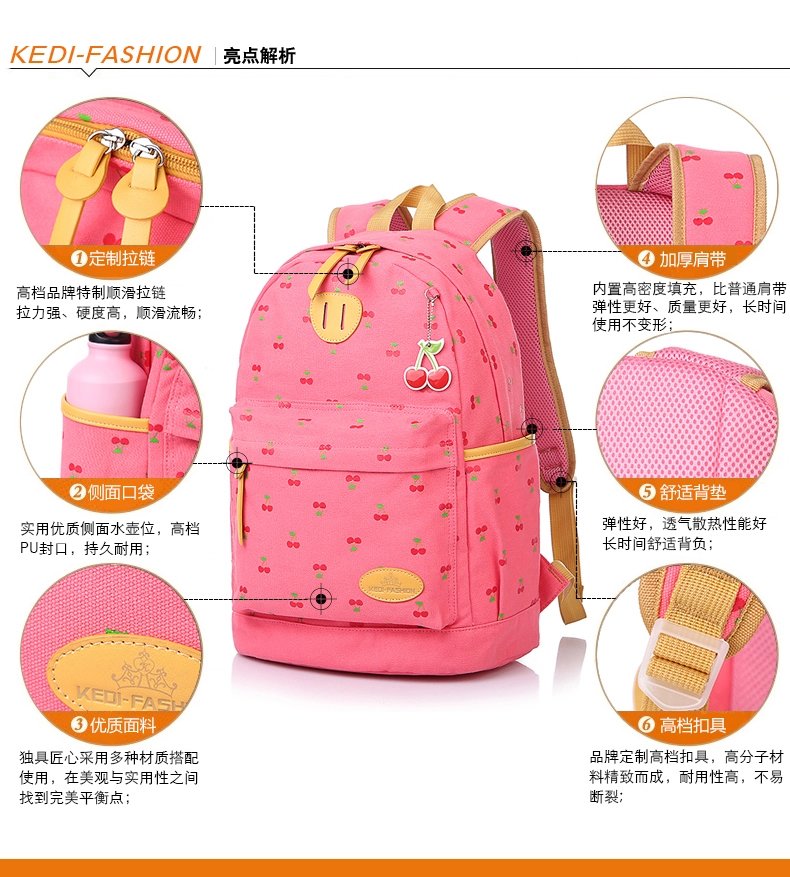 KEDI-FASHION
亮点解析
1 定制拉链
高档品牌特制顺滑拉链
拉力强、硬度高，顺滑流畅；
2 侧面口袋
实用优质侧面水壶位，高档
PU封口，持久耐用；
3 优质面料
独具匠心采用多种材质搭配
使用，在美观与实用性之间
找到完美平衡点；
4 加厚肩带
内置高密度填充，比普通肩带
弹性更好、质量更好，长时间
使用不变形；
5 舒适背垫
弹性好，透气散热性能好
长时间舒适背负；
6 高档扣具
品牌定制高档扣具，高分子材
料精致而成，耐用性高，不易
断裂；
KEDI-FASHION
KEDI-FASH